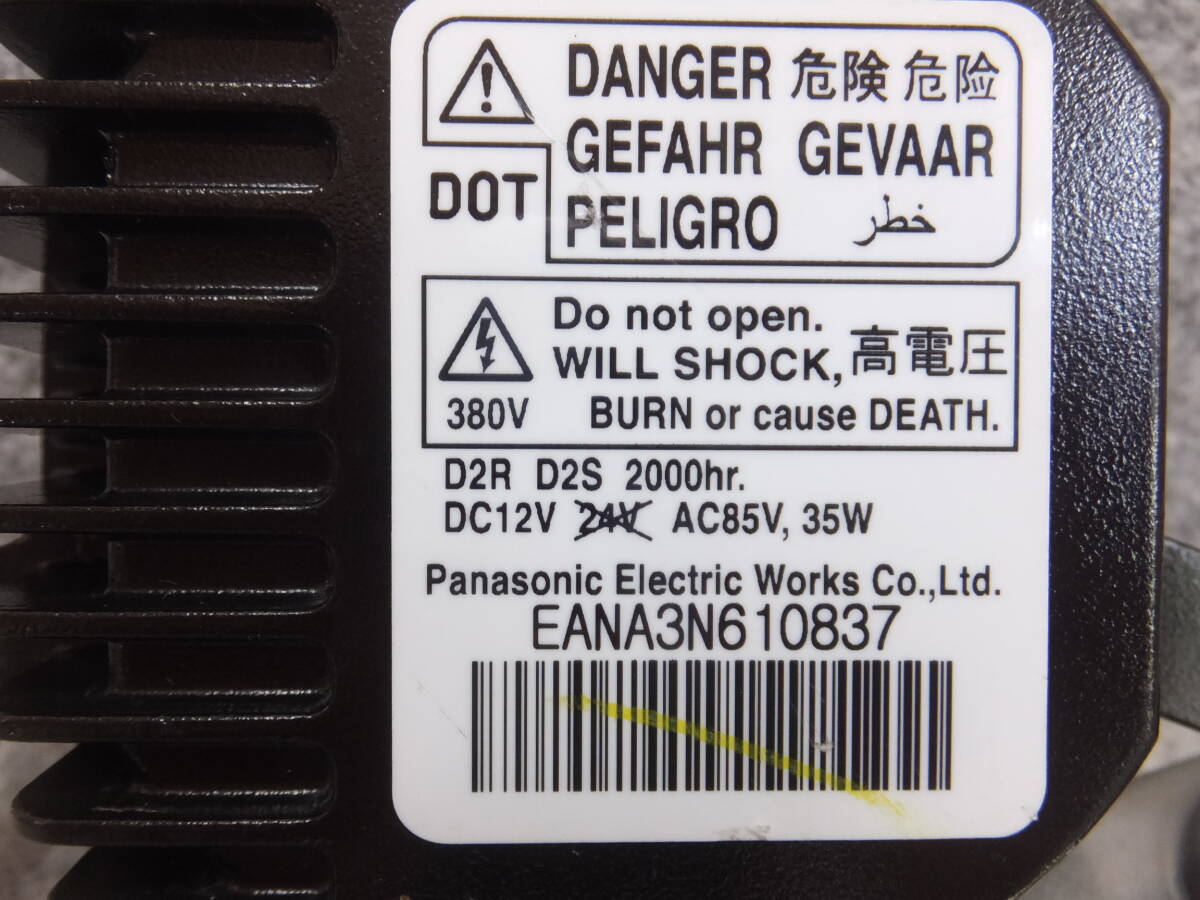 DANGER 危険 危险
GEFAHR GEVAAR
DOT
PELIGRO خطر
Do not open.
WILL SHOCK, 高電圧
380V BURN or cause DEATH.
D2R D2S 2000hr.
DC12V 24V AC85V, 35W
Panasonic Electric Works Co.,Ltd.
EANA3N610837